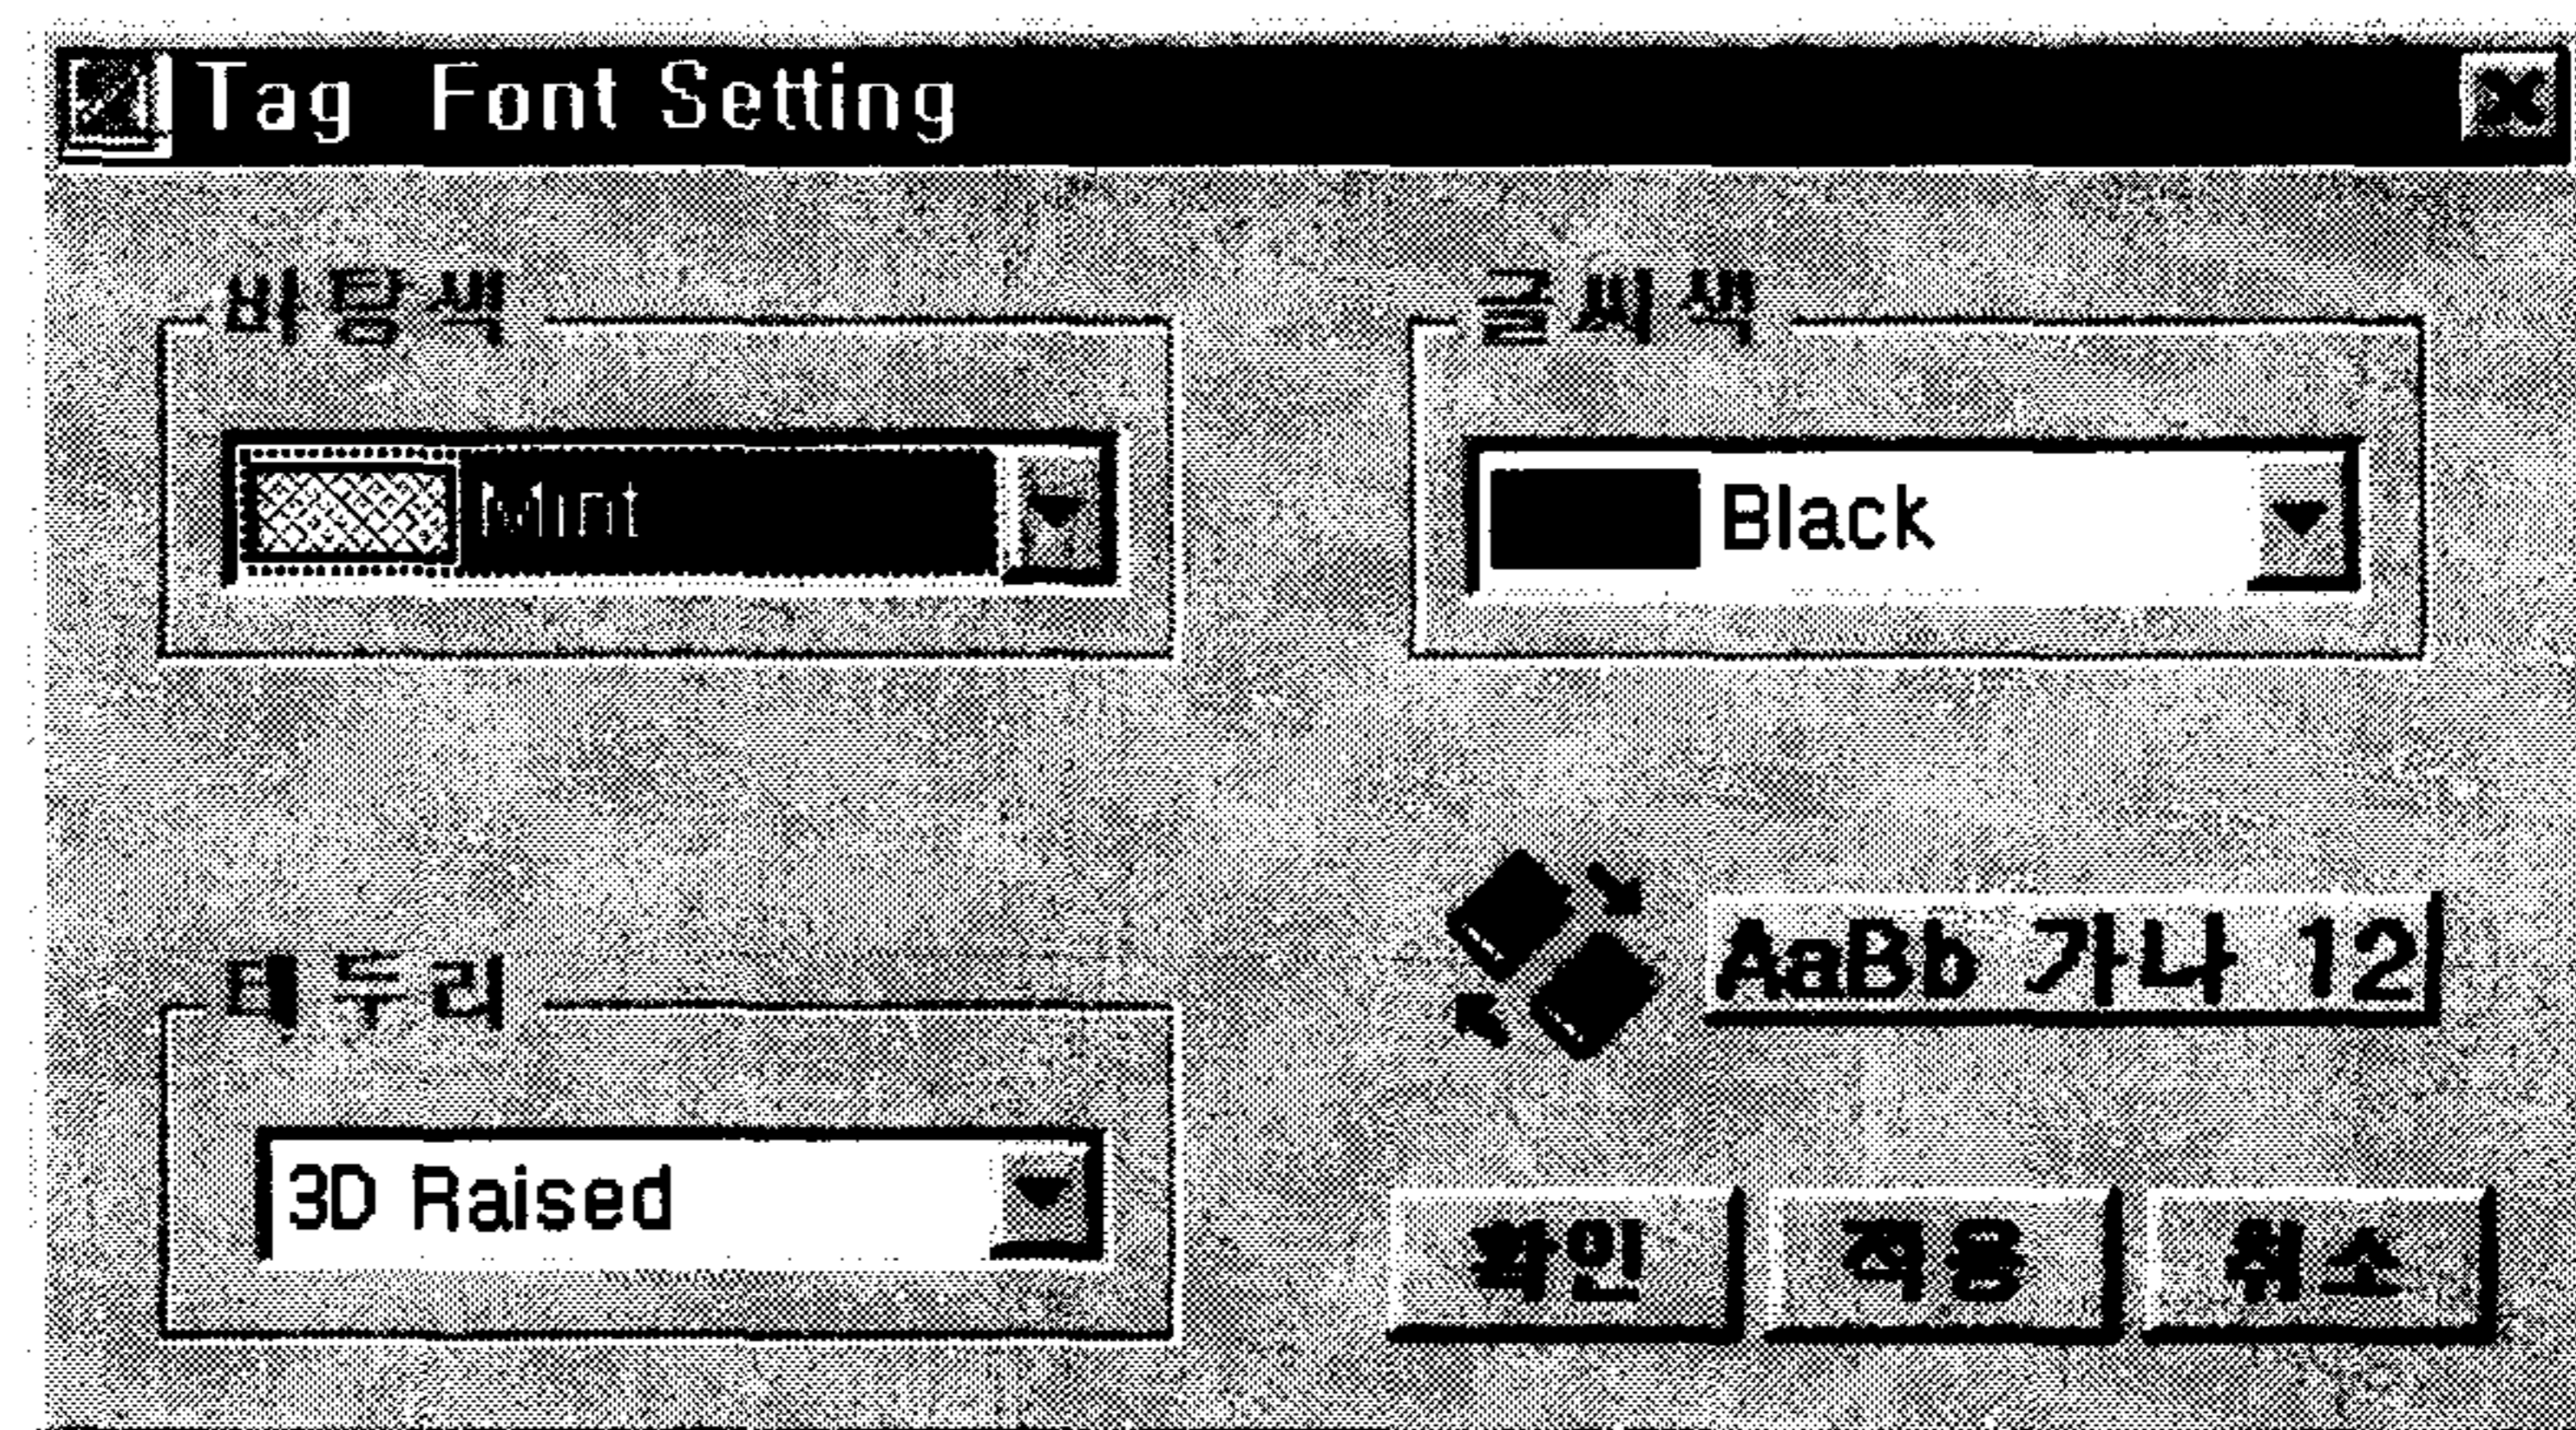 Tag Font Setting
바탕색
글씨색
Mint
Black
AaBb 가나 12
테두리
3D Raised
확인 적용 취소